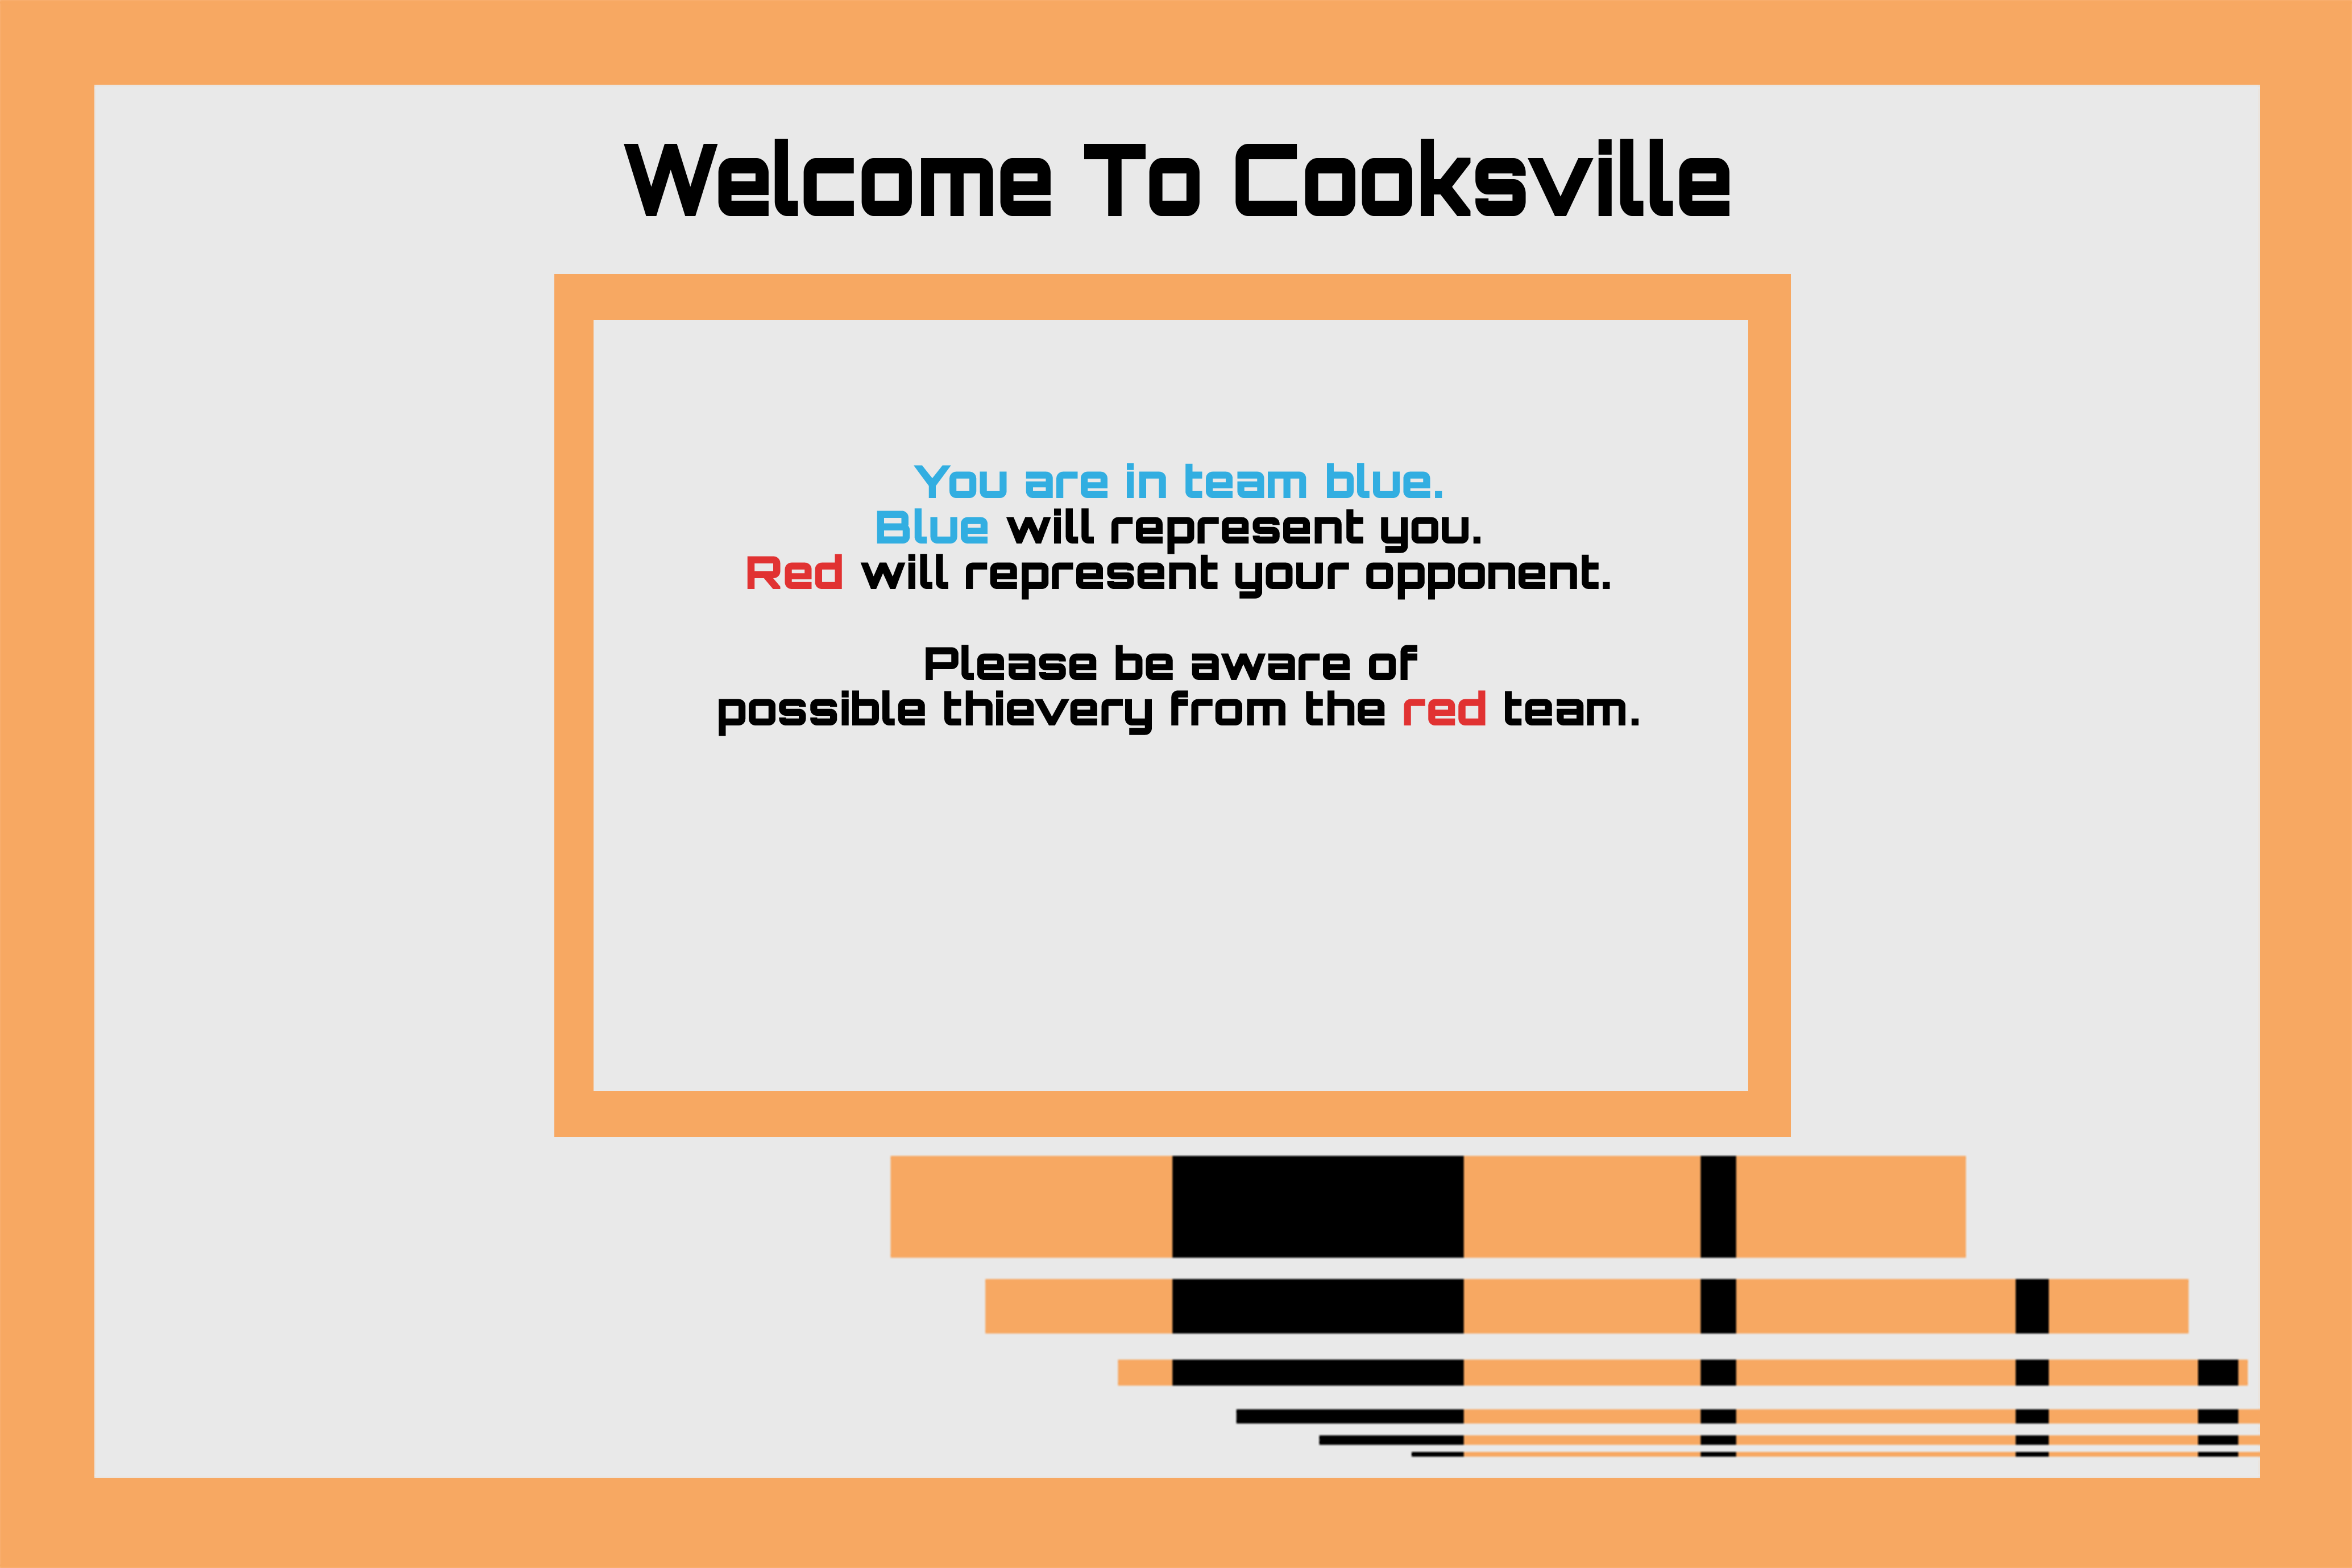 Welcome To Cooksville
You are in team blue.
Blue will represent you.
Red will represent your opponent.
Please be aware of
possible thievery from the red team.